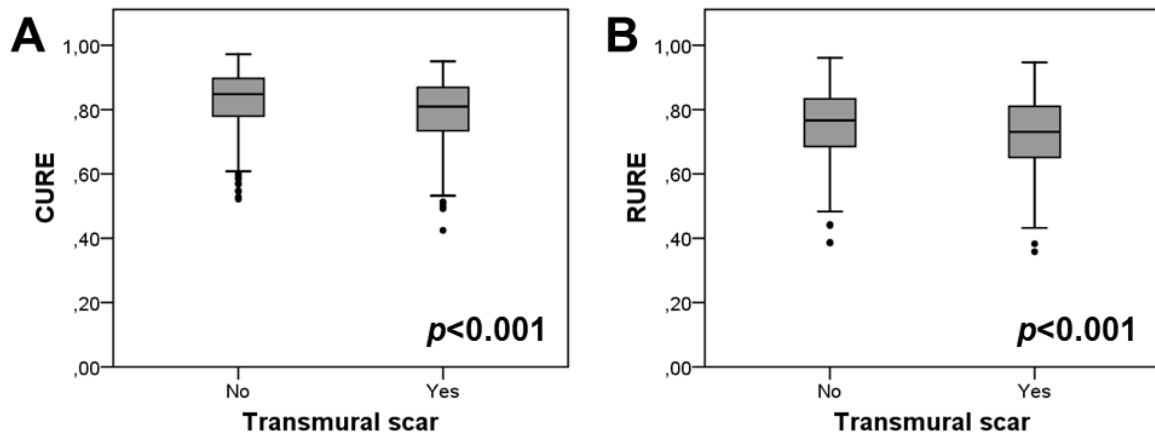 A
1,00
,80
,60
,40
,20
,00
CURE
p<0.001
No Yes
Transmural scar
B
1,00
,80
,60
,40
,20
,00
RURE
p<0.001
No Yes
Transmural scar